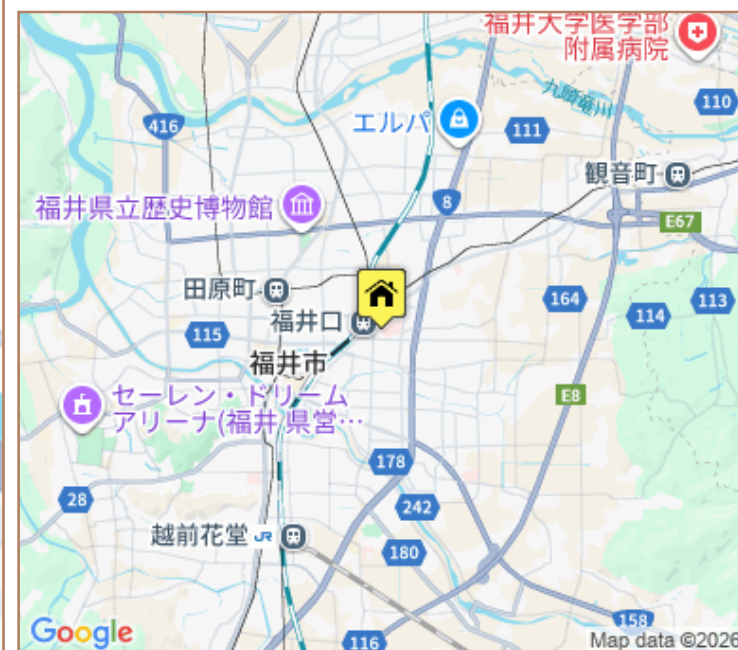 福井大学医学部
附属病院
九頭竜川
110
416
エルパ
111
観音町
8
福井県立歴史博物館
E67
田原町
164
113
114
福井口
115
福井市
セーレン・ドリーム
アリーナ(福井県営…
E8
178
28
242
越前花堂 JR
180
158
116
Google
Map data ©2026